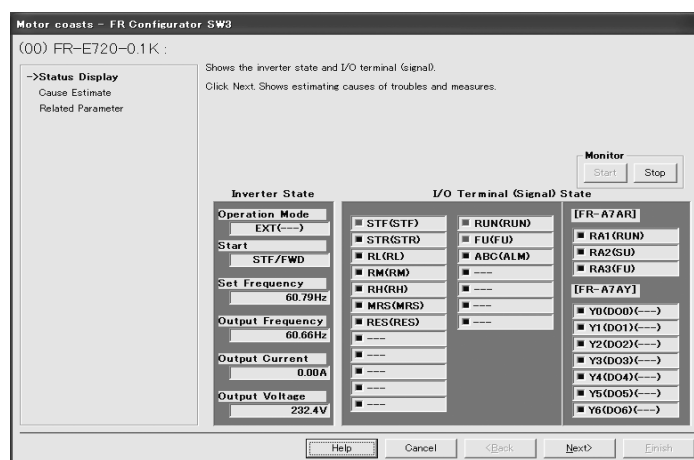 Motor coasts - FR Configurator SW3
(00) FR-E720-0.1K :
->Status Display
Cause Estimate
Related Parameter
Shows the inverter state and I/O terminal (signal).
Click Next. Shows estimating causes of troubles and measures.
Monitor
Start
Stop
Inverter State
Operation Mode
EXT(---)
Start
STF/FWD
Set Frequency
60.79Hz
Output Frequency
60.66Hz
Output Current
0.00A
Output Voltage
232.4V
I/O Terminal (Signal) State
STF(STF)
STR(STR)
RL(RL)
RM(RM)
RH(RH)
MRS(MRS)
RES(RES)
---
---
---
---
---
RUN(RUN)
FU(FU)
ABC(ALM)
---
---
---
---
[FR-A7AR]
RA1(RUN)
RA2(SU)
RA3(FU)
[FR-A7AY]
Y0(DO0)(---)
Y1(DO1)(---)
Y2(DO2)(---)
Y3(DO3)(---)
Y4(DO4)(---)
Y5(DO5)(---)
Y6(DO6)(---)
Help
Cancel
<Back
Next>
Finish